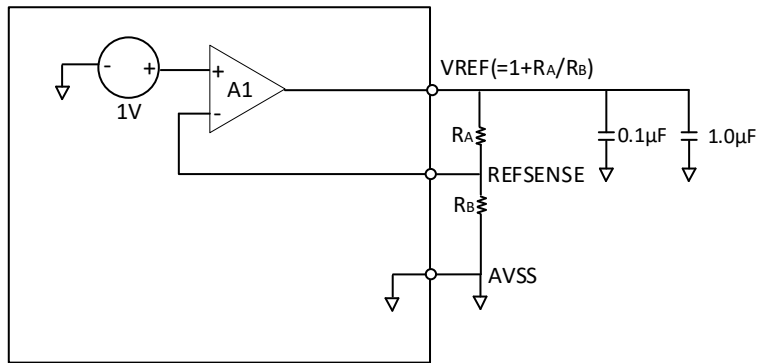 - +
+
A1
-
1V
VREF(=1+RA/RB)
RA
0.1μF
1.0μF
REFSENSE
RB
AVSS